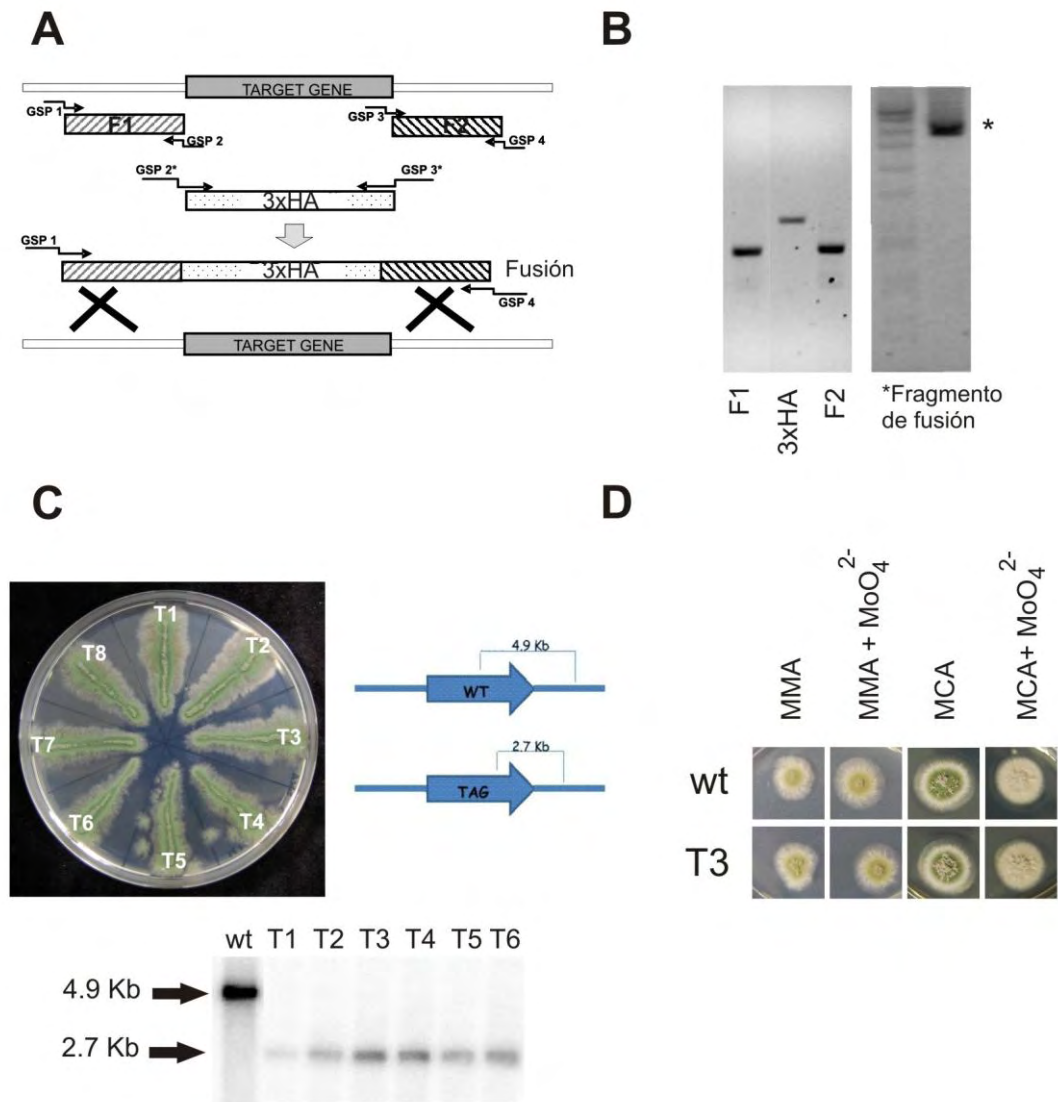 A
TARGET GENE
GSP 1
F1
GSP 2
GSP 3
F2
GSP 4
GSP 2*
GSP 3*
3xHA
GSP 1
3xHA
Fusión
GSP 4
TARGET GENE
B
*
F1
3xHA
F2
*Fragmento
de fusión
C
T1
T2
T3
T4
T5
T6
T7
T8
4.9 Kb
WT
2.7 Kb
TAG
wt T1 T2 T3 T4 T5 T6
4.9 Kb
2.7 Kb
D
MMA
MMA + MoO4 2-
MCA
MCA+ MoO4 2-
wt
T3